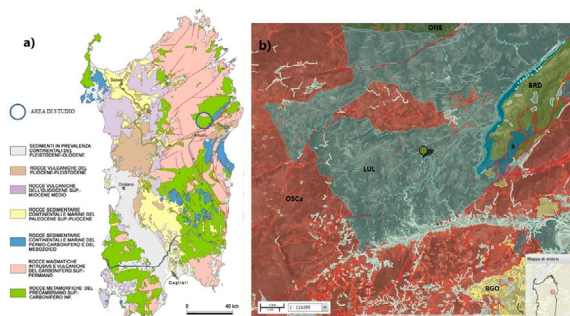 a)
Sassari
AREA DI STUDIO
Nuoro
SEDIMENTI IN PREVALENZA
CONTINENTALI DEL
PLEISTOCENE-OLOCENE
ROCCE VULCANICHE DEL
PLIOCENE-PLEISTOCENE
Oristano
ROCCE VULCANICHE
DELL'OLIGOCENE SUP-
MIOCENE MEDIO
ROCCE SEDIMENTARIE
CONTINENTALI E MARINE DEL
PALEOCENE SUP-PLIOCENE
ROCCE SEDIMENTARIE
CONTINENTALI E MARINE DEL
PERMO-CARBONIFERO E DEL
MESOZOICO
ROCCE MAGMATICHE
INTRUSIVE E VULCANICHE
DEL CARBONIFERO SUP-
PERMIANO
ROCCE METAMORFICHE DEL
PRECAMBRIANO SUP-
CARBONIFERO INF.
Cagliari
0 40 km
b)
ONE
BRD
LUL
OSCa
BGO
Mappa di sintesi